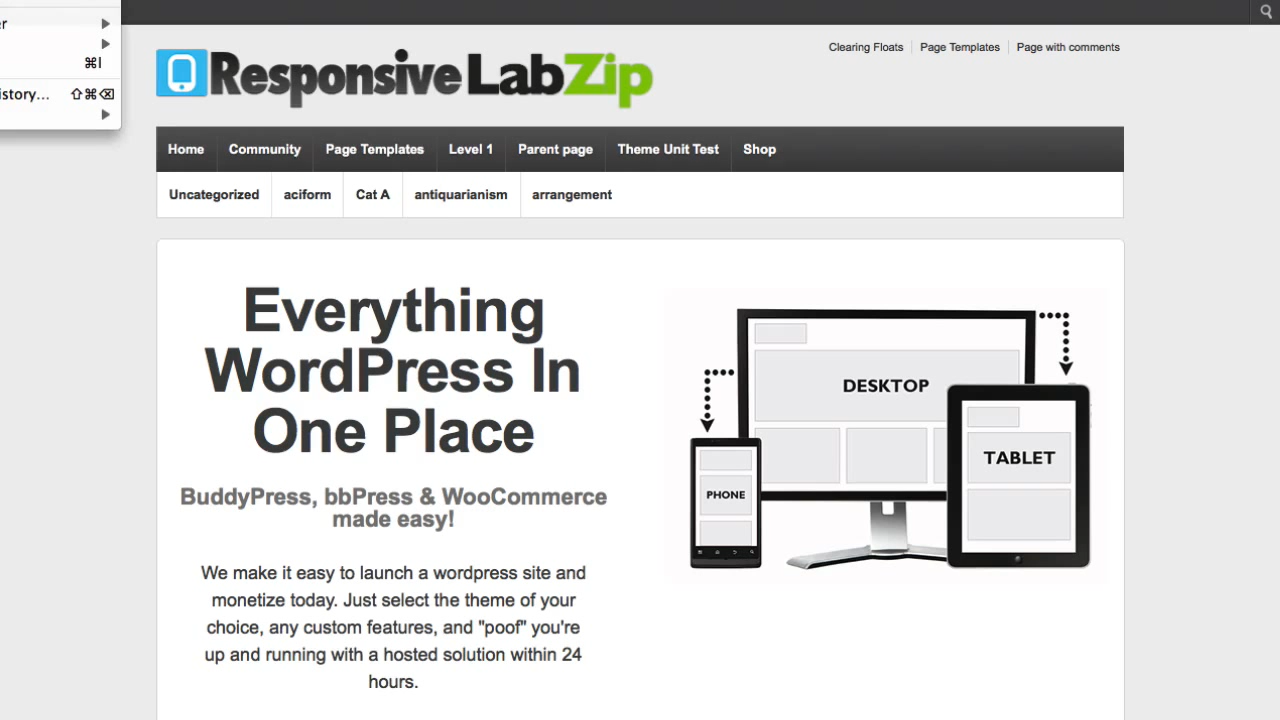 er
⌘I
istory... ⇧⌘⌫
Clearing Floats
Page Templates
Page with comments
Responsive LabZip
Home
Community
Page Templates
Level 1
Parent page
Theme Unit Test
Shop
Uncategorized
aciform
Cat A
antiquarianism
arrangement
Everything
WordPress In
One Place
BuddyPress, bbPress & WooCommerce
made easy!
We make it easy to launch a wordpress site and
monetize today. Just select the theme of your
choice, any custom features, and "poof" you're
up and running with a hosted solution within 24
hours.
DESKTOP
TABLET
PHONE